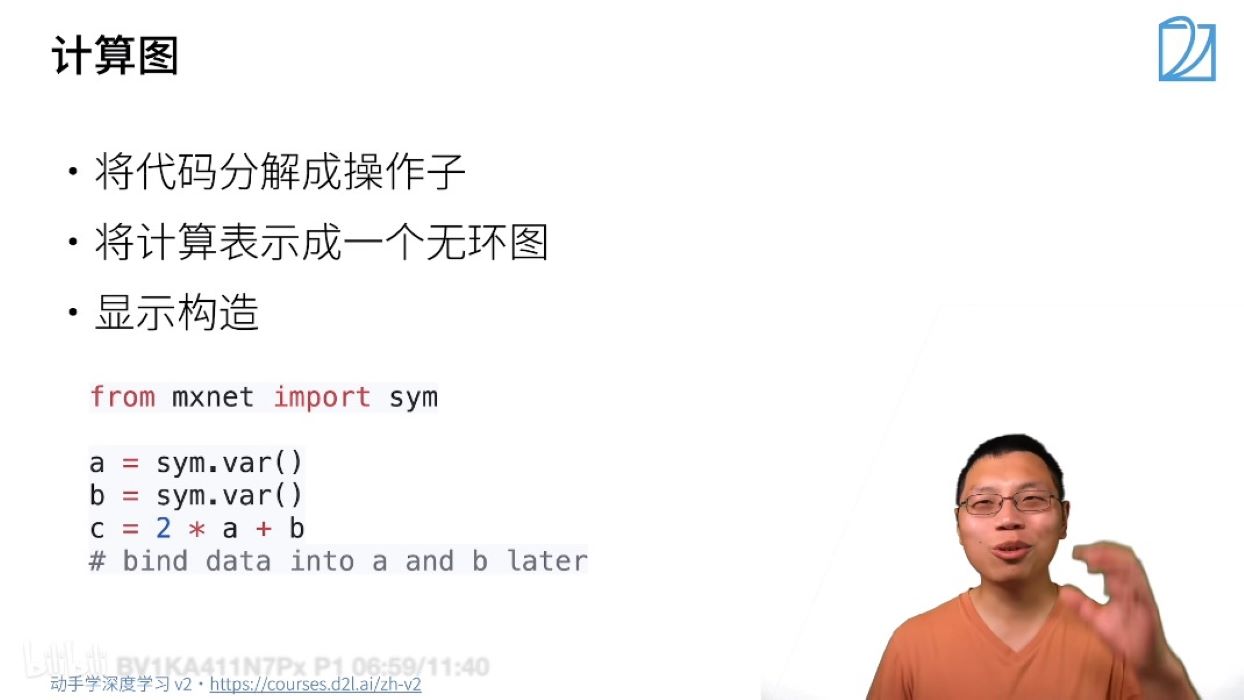 计算图
• 将代码分解成操作子
• 将计算表示成一个无环图
• 显示构造
from mxnet import sym
a = sym.var()
b = sym.var()
c = 2 * a + b
# bind data into a and b later
bilibili BV1KA411N7Px P1 06:59/11:40
动手学深度学习 v2 · https://courses.d2l.ai/zh-v2